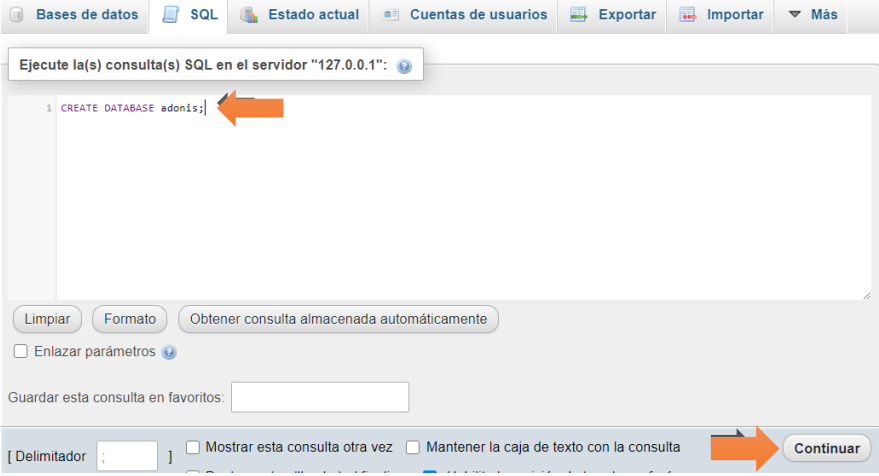 Bases de datos SQL Estado actual Cuentas de usuarios Exportar Importar Más
Ejecute la(s) consulta(s) SQL en el servidor "127.0.0.1":
1 CREATE DATABASE adonis;
Limpiar Formato Obtener consulta almacenada automáticamente
Enlazar parámetros
Guardar esta consulta en favoritos:
[ Delimitador ; ] Mostrar esta consulta otra vez Mantener la caja de texto con la consulta Continuar